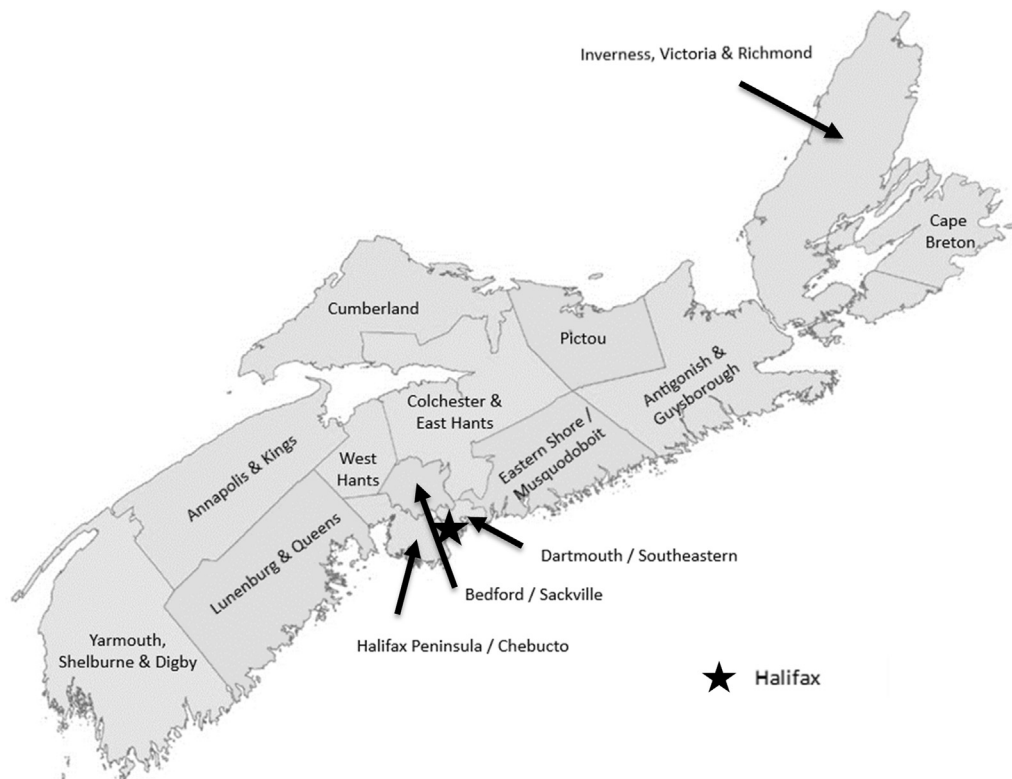 Inverness, Victoria & Richmond
Cape
Breton
Cumberland
Pictou
Antigonish &
Guysborough
Colchester &
East Hants
Eastern Shore /
Musquodoboit
Annapolis & Kings
West
Hants
Lunenburg & Queens
Dartmouth / Southeastern
Bedford / Sackville
Halifax Peninsula / Chebucto
Yarmouth,
Shelburne & Digby
Halifax